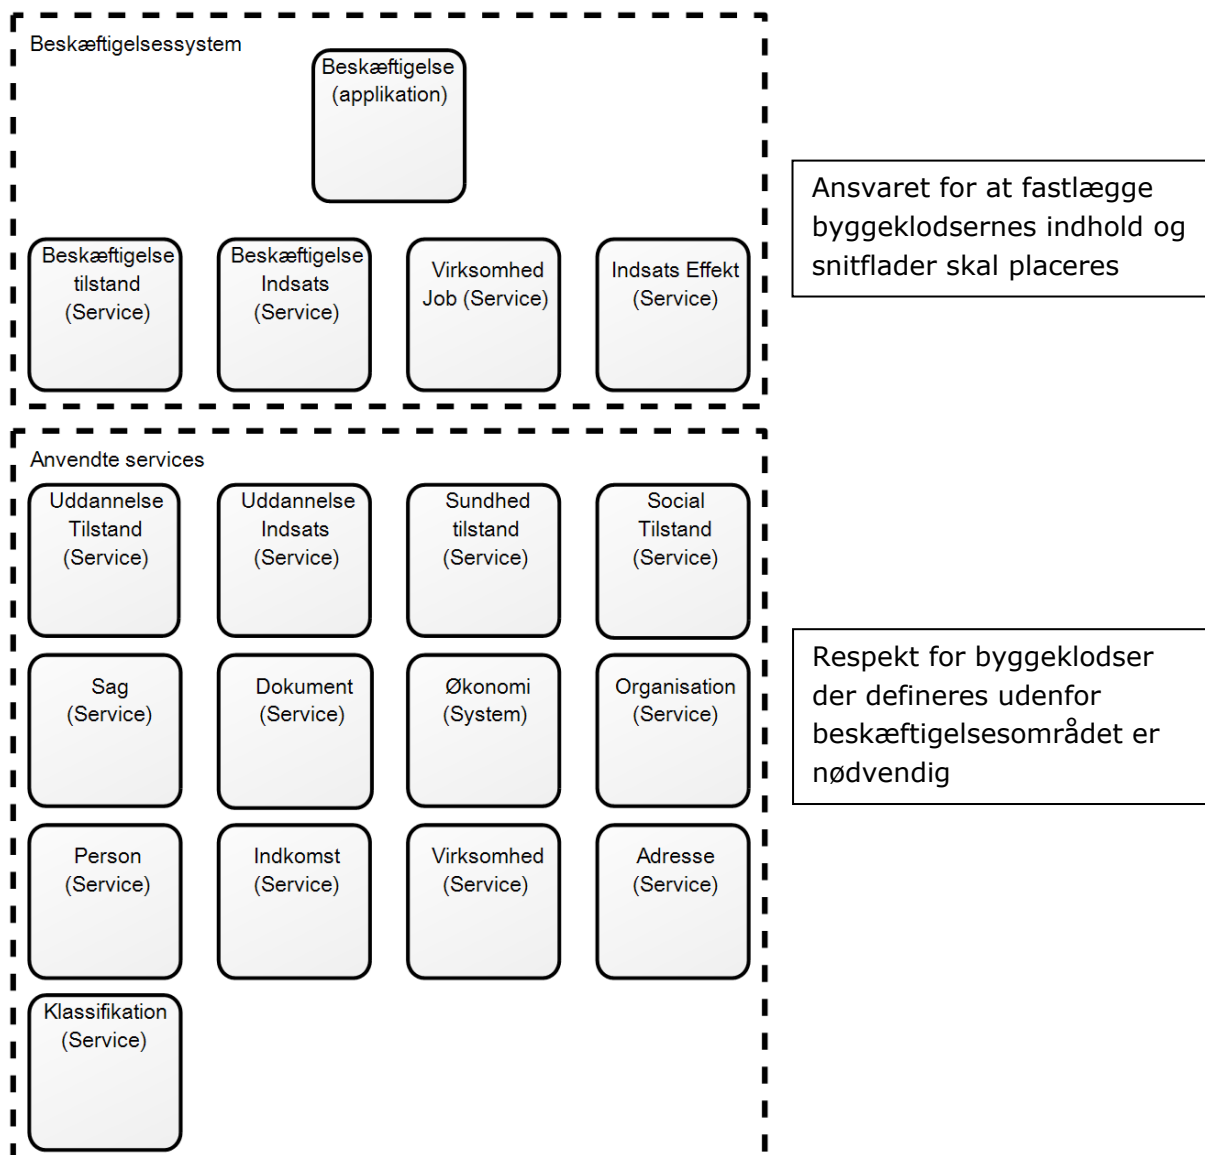 Beskæftigelsessystem
Beskæftigelse
(applikation)
Beskæftigelse
tilstand
(Service)
Beskæftigelse
Indsats
(Service)
Virksomhed
Job (Service)
Indsats Effekt
(Service)
Ansvaret for at fastlægge
byggeklodsernes indhold og
snitflader skal placeres
Anvendte services
Uddannelse
Tilstand
(Service)
Uddannelse
Indsats
(Service)
Sundhed
tilstand
(Service)
Social
Tilstand
(Service)
Sag
(Service)
Dokument
(Service)
Økonomi
(System)
Organisation
(Service)
Respekt for byggeklodser
der defineres udenfor
beskæftigelsesområdet er
nødvendig
Person
(Service)
Indkomst
(Service)
Virksomhed
(Service)
Adresse
(Service)
Klassifikation
(Service)